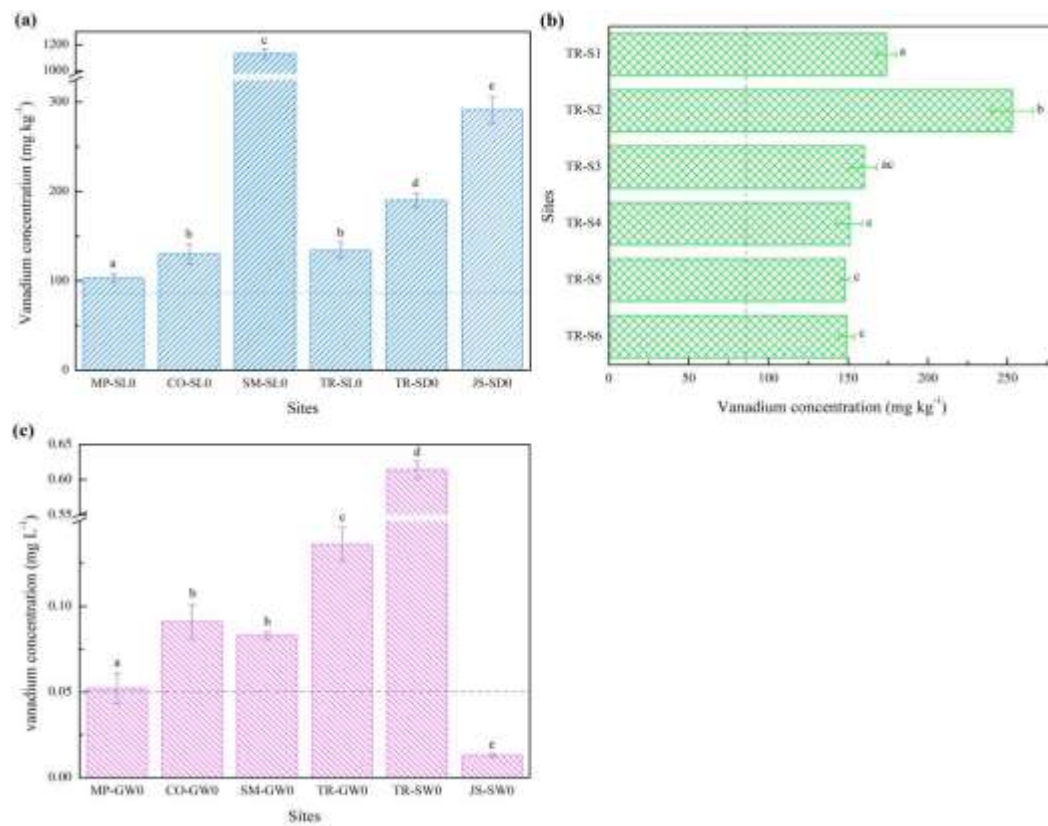 (a)
Vanadium concentration (mg kg⁻¹)
1200
1000
300
200
100
0
c
e
d
b
b
a
MP-SL0
CO-SL0
SM-SL0
TR-SL0
TR-SD0
JS-SD0
Sites
(b)
Sites
TR-S1
TR-S2
TR-S3
TR-S4
TR-S5
TR-S6
a
b
ac
c
c
0
50
100
150
200
250
Vanadium concentration (mg kg⁻¹)
(c)
vanadium concentration (mg L⁻¹)
0.65
0.60
0.55
0.10
0.05
0.00
d
c
b
b
a
e
MP-GW0
CO-GW0
SM-GW0
TR-GW0
TR-SW0
JS-SW0
Sites